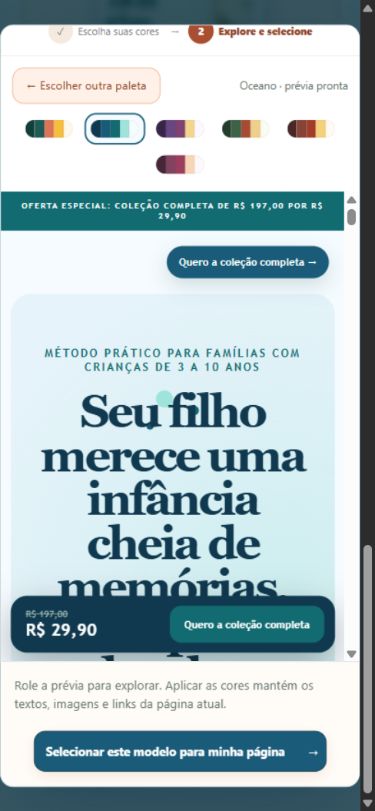 ✓ Escolha suas cores → 2 Explore e selecione
← Escolher outra paleta
Oceano · prévia pronta
OFERTA ESPECIAL: COLEÇÃO COMPLETA DE R$ 197,00 POR R$
29,90
Quero a coleção completa →
MÉTODO PRÁTICO PARA FAMÍLIAS COM
CRIANÇAS DE 3 A 10 ANOS
Seu filho
merece uma
infância
cheia de
memórias,
R$ 197,00
R$ 29,90
Quero a coleção completa
Role a prévia para explorar. Aplicar as cores mantém os
textos, imagens e links da página atual.
Selecionar este modelo para minha página →